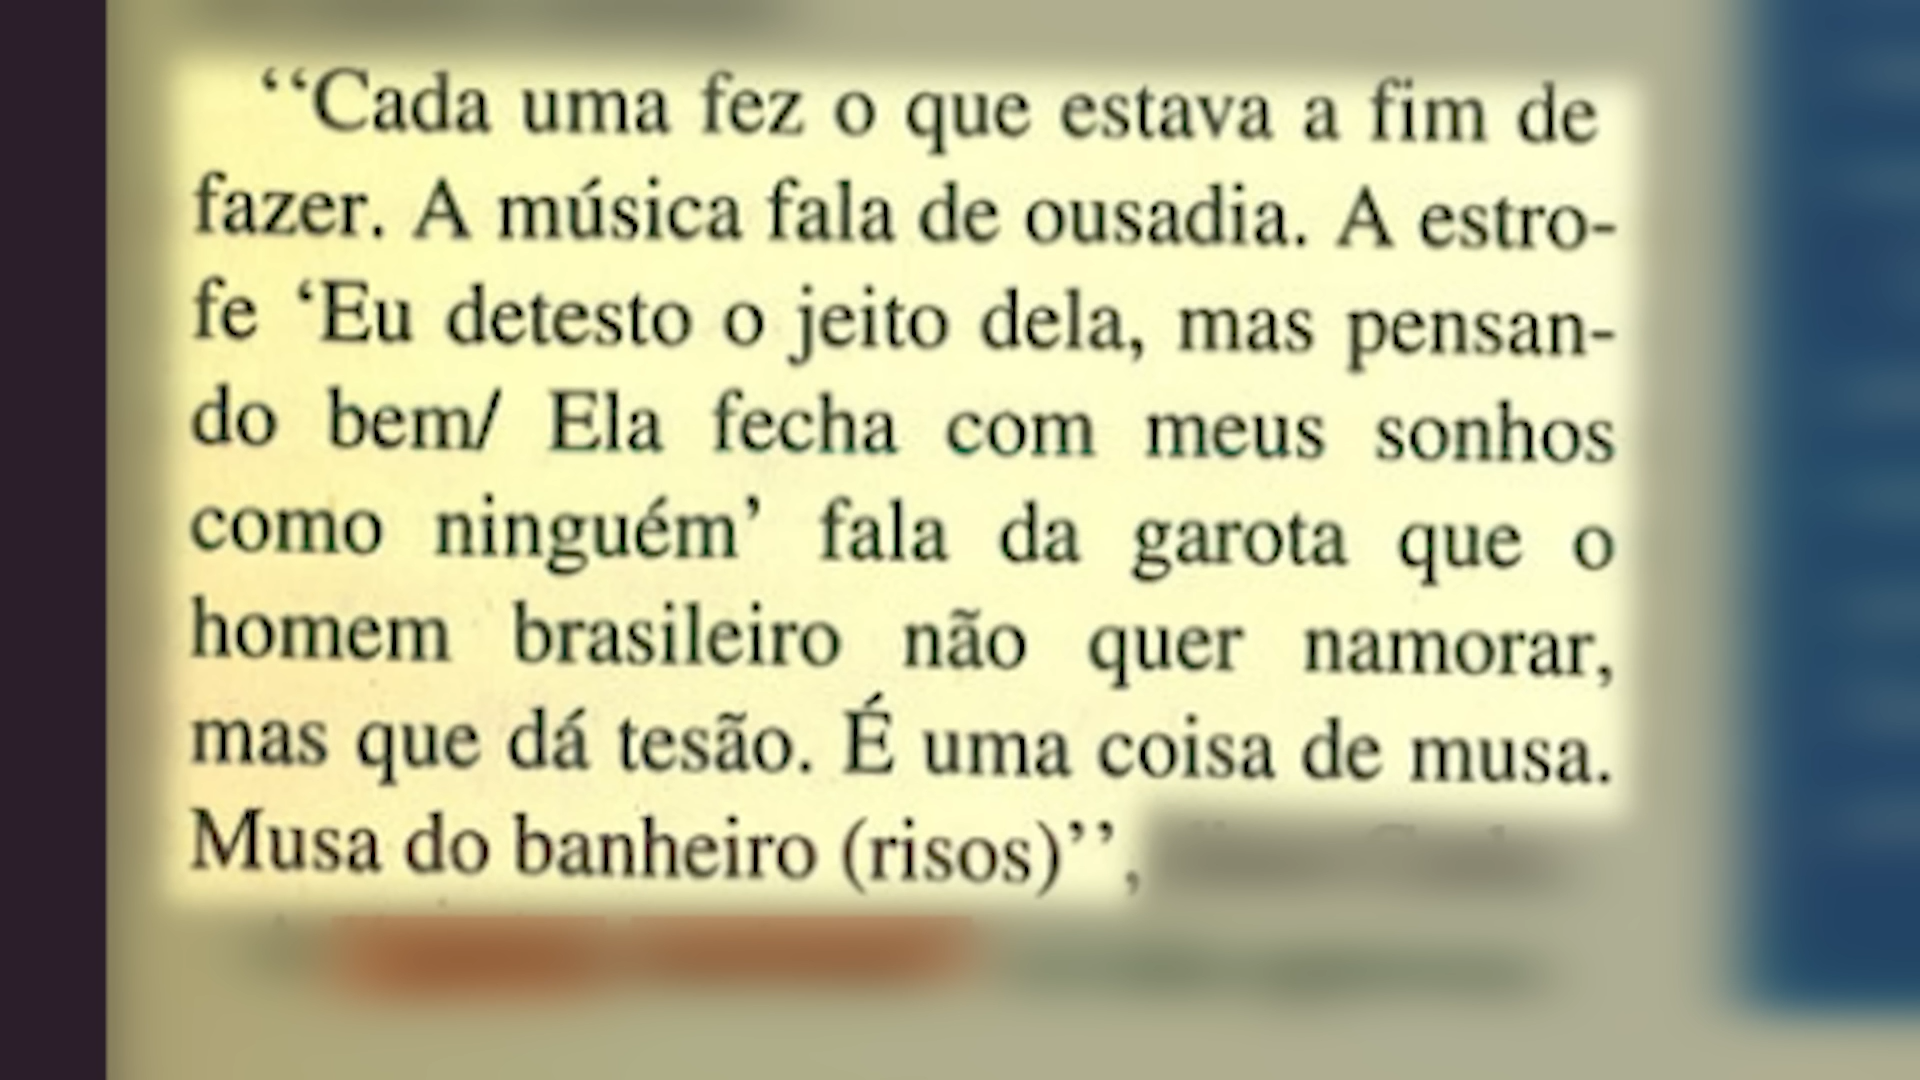 ‘‘Cada uma fez o que estava a fim de
fazer. A música fala de ousadia. A estro-
fe ‘Eu detesto o jeito dela, mas pensan-
do bem/ Ela fecha com meus sonhos
como ninguém’ fala da garota que o
homem brasileiro não quer namorar,
mas que dá tesão. É uma coisa de musa.
Musa do banheiro (risos)’’,